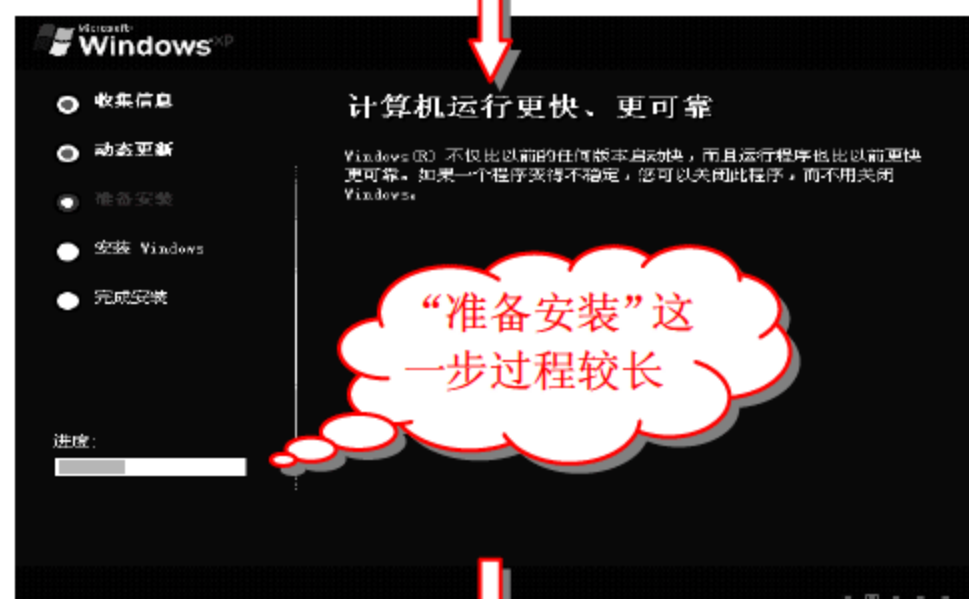 Microsoft
Windows xp
收集信息
动态更新
准备安装
安装 Windows
完成安装
进度:
计算机运行更快、更可靠
Windows(R) 不仅比以前的任何版本启动快，而且运行程序也比以前更快
更可靠。如果一个程序变得不稳定，您可以关闭此程序，而不用关闭
Windows。
“准备安装”这
一步过程较长